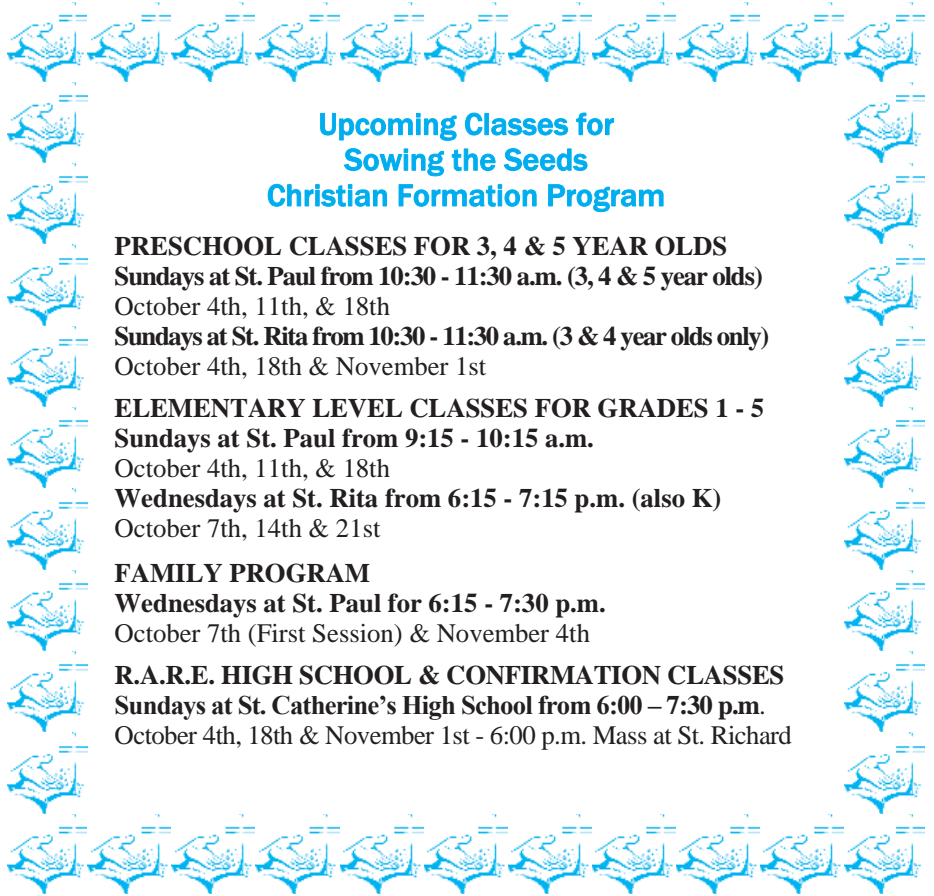 Upcoming Classes for
Sowing the Seeds
Christian Formation Program
PRESCHOOL CLASSES FOR 3, 4 & 5 YEAR OLDS
Sundays at St. Paul from 10:30 - 11:30 a.m. (3, 4 & 5 year olds)
October 4th, 11th, & 18th
Sundays at St. Rita from 10:30 - 11:30 a.m. (3 & 4 year olds only)
October 4th, 18th & November 1st
ELEMENTARY LEVEL CLASSES FOR GRADES 1 - 5
Sundays at St. Paul from 9:15 - 10:15 a.m.
October 4th, 11th, & 18th
Wednesdays at St. Rita from 6:15 - 7:15 p.m. (also K)
October 7th, 14th & 21st
FAMILY PROGRAM
Wednesdays at St. Paul for 6:15 - 7:30 p.m.
October 7th (First Session) & November 4th
R.A.R.E. HIGH SCHOOL & CONFIRMATION CLASSES
Sundays at St. Catherine’s High School from 6:00 – 7:30 p.m.
October 4th, 18th & November 1st - 6:00 p.m. Mass at St. Richard